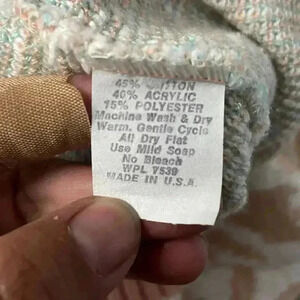 45% COTTON
40% ACRYLIC
15% POLYESTER
Machine Wash & Dry
Warm. Gentle Cycle
All Dry Flat
Use Mild Soap
No Bleach
WPL 7539
MADE IN U.S.A.